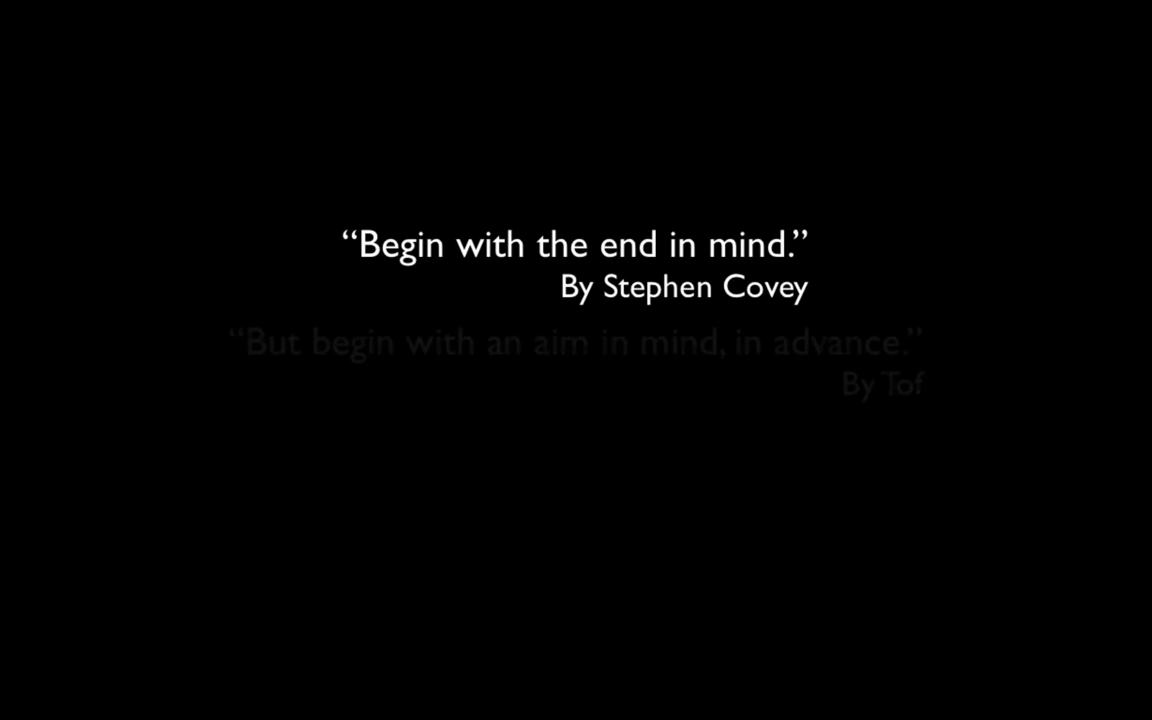 “Begin with the end in mind.”
By Stephen Covey
“But begin with an aim in mind, in advance.”
By Tof